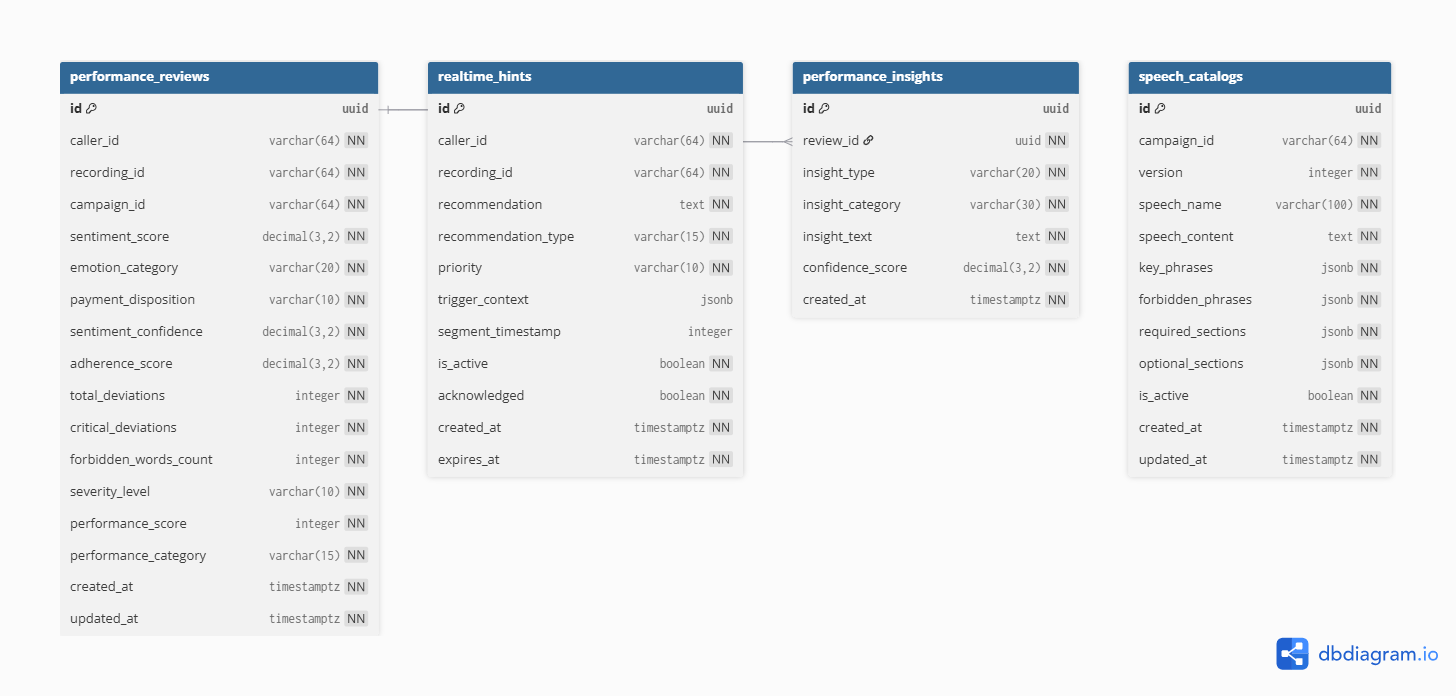 performance_reviews
id uuid
caller_id varchar(64) NN
recording_id varchar(64) NN
campaign_id varchar(64) NN
sentiment_score decimal(3,2) NN
emotion_category varchar(20) NN
payment_disposition varchar(10) NN
sentiment_confidence decimal(3,2) NN
adherence_score decimal(3,2) NN
total_deviations integer NN
critical_deviations integer NN
forbidden_words_count integer NN
severity_level varchar(10) NN
performance_score integer NN
performance_category varchar(15) NN
created_at timestamptz NN
updated_at timestamptz NN
realtime_hints
id uuid
caller_id varchar(64) NN
recording_id varchar(64) NN
recommendation text NN
recommendation_type varchar(15) NN
priority varchar(10) NN
trigger_context jsonb
segment_timestamp integer
is_active boolean NN
acknowledged boolean NN
created_at timestamptz NN
expires_at timestamptz NN
performance_insights
id uuid
review_id uuid NN
insight_type varchar(20) NN
insight_category varchar(30) NN
insight_text text NN
confidence_score decimal(3,2) NN
created_at timestamptz NN
speech_catalogs
id uuid
campaign_id varchar(64) NN
version integer NN
speech_name varchar(100) NN
speech_content text NN
key_phrases jsonb NN
forbidden_phrases jsonb NN
required_sections jsonb NN
optional_sections jsonb NN
is_active boolean NN
created_at timestamptz NN
updated_at timestamptz NN
dbdiagram.io